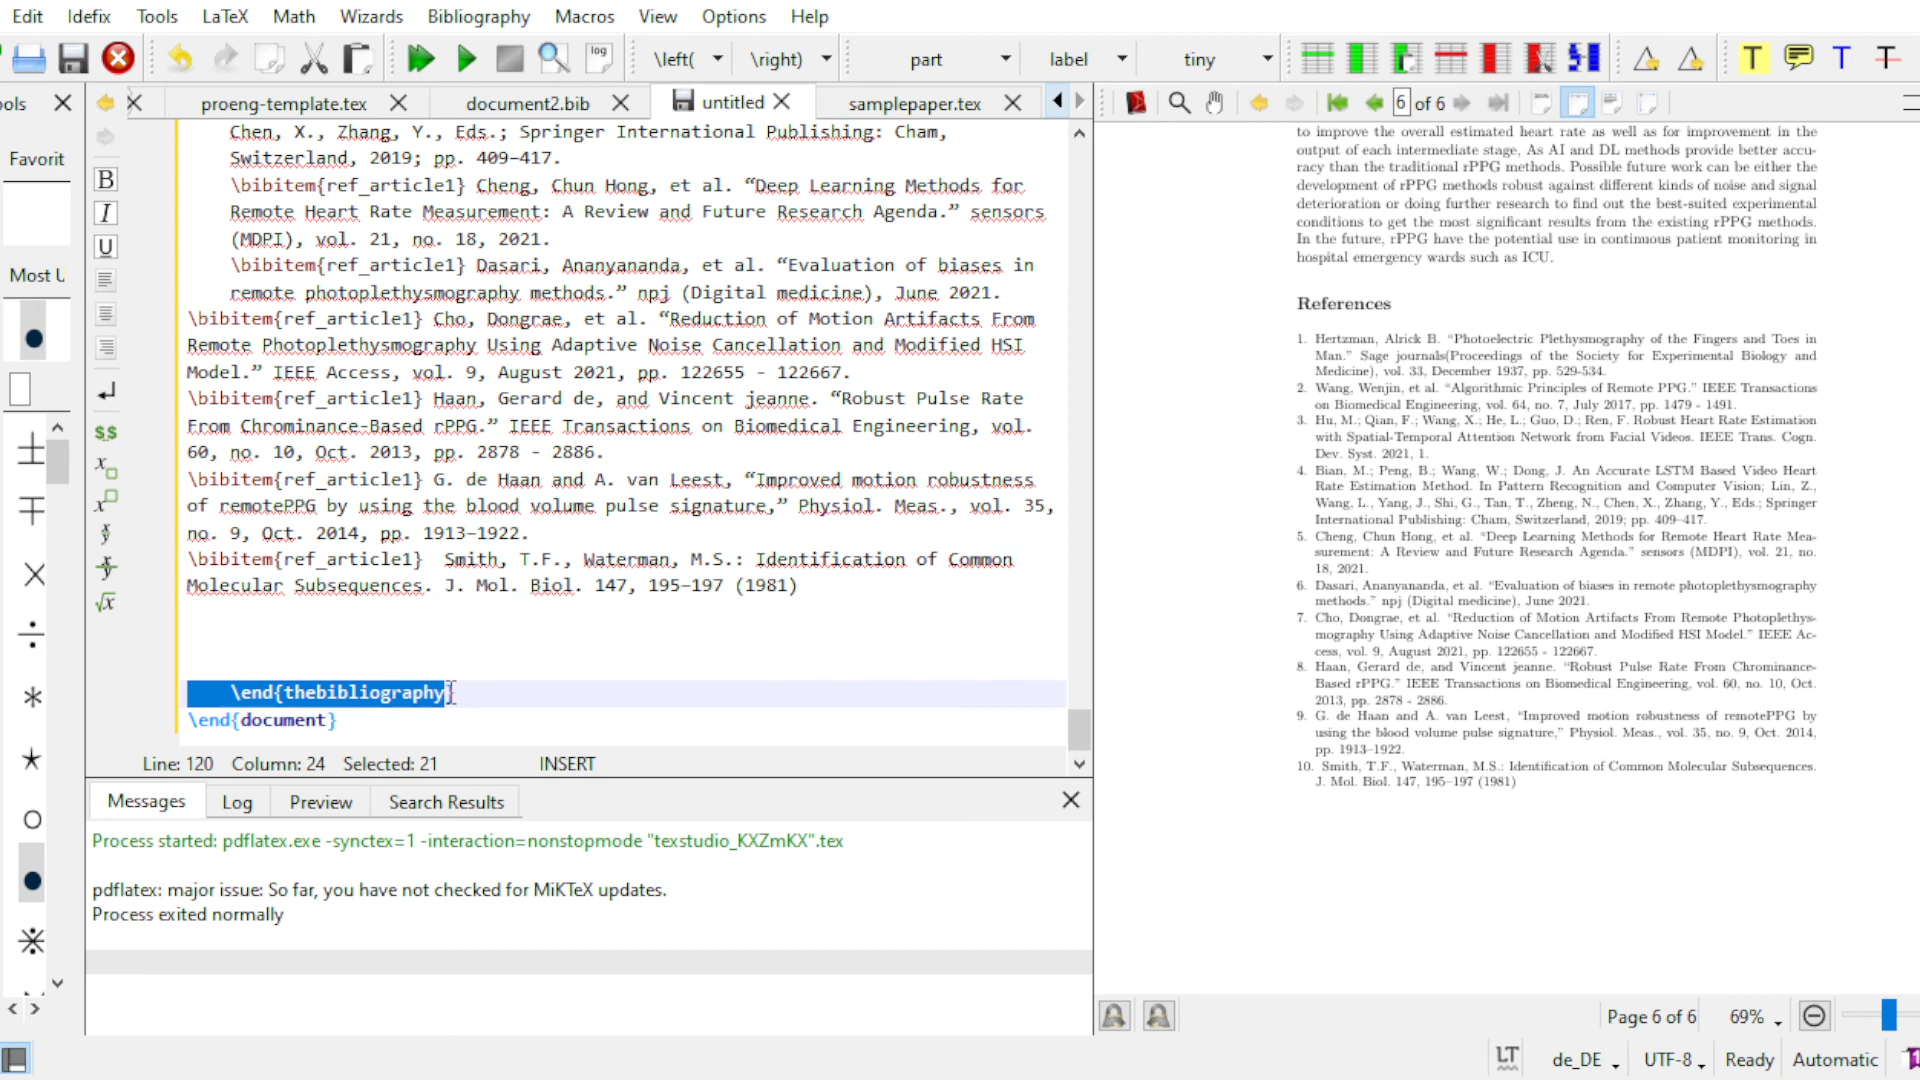 Edit Idefix Tools LaTeX Math Wizards Bibliography Macros View Options Help
log \left( \right) part label tiny T T T
ols proeng-template.tex document2.bib untitled samplepaper.tex 6 of 6
Favorit
Most U
B
I
U
$$
Chen, X., Zhang, Y., Eds.; Springer International Publishing: Cham,
Switzerland, 2019; pp. 409–417.
\bibitem{ref_article1} Cheng, Chun Hong, et al. “Deep Learning Methods for
Remote Heart Rate Measurement: A Review and Future Research Agenda.” sensors
(MDPI), vol. 21, no. 18, 2021.
\bibitem{ref_article1} Dasari, Ananyananda, et al. “Evaluation of biases in
remote photoplethysmography methods.” npj (Digital medicine), June 2021.
\bibitem{ref_article1} Cho, Dongrae, et al. “Reduction of Motion Artifacts From
Remote Photoplethysmography Using Adaptive Noise Cancellation and Modified HSI
Model.” IEEE Access, vol. 9, August 2021, pp. 122655 - 122667.
\bibitem{ref_article1} Haan, Gerard de, and Vincent jeanne. “Robust Pulse Rate
From Chrominance-Based rPPG.” IEEE Transactions on Biomedical Engineering, vol.
60, no. 10, Oct. 2013, pp. 2878 - 2886.
\bibitem{ref_article1} G. de Haan and A. van Leest, “Improved motion robustness
of remotePPG by using the blood volume pulse signature,” Physiol. Meas., vol. 35,
no. 9, Oct. 2014, pp. 1913–1922.
\bibitem{ref_article1} Smith, T.F., Waterman, M.S.: Identification of Common
Molecular Subsequences. J. Mol. Biol. 147, 195–197 (1981)
\end{thebibliography}
\end{document}
Line: 120 Column: 24 Selected: 21 INSERT
Messages Log Preview Search Results
Process started: pdflatex.exe -synctex=1 -interaction=nonstopmode "texstudio_KXZmKX".tex
pdflatex: major issue: So far, you have not checked for MiKTeX updates.
Process exited normally
to improve the overall estimated heart rate as well as for improvement in the
output of each intermediate stage, As AI and DL methods provide better accu-
racy than the traditional rPPG methods. Possible future work can be either the
development of rPPG methods robust against different kinds of noise and signal
deterioration or doing further research to find out the best-suited experimental
conditions to get the most significant results from the existing rPPG methods.
In the future, rPPG have the potential use in continuous patient monitoring in
hospital emergency wards such as ICU.
References
1. Hertzman, Alrick B. “Photoelectric Plethysmography of the Fingers and Toes in
Man.” Sage journals(Proceedings of the Society for Experimental Biology and
Medicine), vol. 33, December 1937, pp. 529-534.
2. Wang, Wenjin, et al. “Algorithmic Principles of Remote PPG.” IEEE Transactions
on Biomedical Engineering, vol. 64, no. 7, July 2017, pp. 1479 - 1491.
3. Hu, M.; Qian, F.; Wang, X.; He, L.; Guo, D.; Ren, F. Robust Heart Rate Estimation
with Spatial-Temporal Attention Network from Facial Videos. IEEE Trans. Cogn.
Dev. Syst. 2021, 1.
4. Bian, M.; Peng, B.; Wang, W.; Dong, J. An Accurate LSTM Based Video Heart
Rate Estimation Method. In Pattern Recognition and Computer Vision; Lin, Z.,
Wang, L., Yang, J., Shi, G., Tan, T., Zheng, N., Chen, X., Zhang, Y., Eds.; Springer
International Publishing: Cham, Switzerland, 2019; pp. 409–417.
5. Cheng, Chun Hong, et al. “Deep Learning Methods for Remote Heart Rate Mea-
surement: A Review and Future Research Agenda.” sensors (MDPI), vol. 21, no.
18, 2021.
6. Dasari, Ananyananda, et al. “Evaluation of biases in remote photoplethysmography
methods.” npj (Digital medicine), June 2021.
7. Cho, Dongrae, et al. “Reduction of Motion Artifacts From Remote Photoplethys-
mography Using Adaptive Noise Cancellation and Modified HSI Model.” IEEE Ac-
cess, vol. 9, August 2021, pp. 122655 - 122667.
8. Haan, Gerard de, and Vincent jeanne. “Robust Pulse Rate From Chrominance-
Based rPPG.” IEEE Transactions on Biomedical Engineering, vol. 60, no. 10, Oct.
2013, pp. 2878 - 2886.
9. G. de Haan and A. van Leest, “Improved motion robustness of remotePPG by
using the blood volume pulse signature,” Physiol. Meas., vol. 35, no. 9, Oct. 2014,
pp. 1913–1922.
10. Smith, T.F., Waterman, M.S.: Identification of Common Molecular Subsequences.
J. Mol. Biol. 147, 195–197 (1981)
Page 6 of 6 69%
LT de_DE UTF-8 Ready Automatic